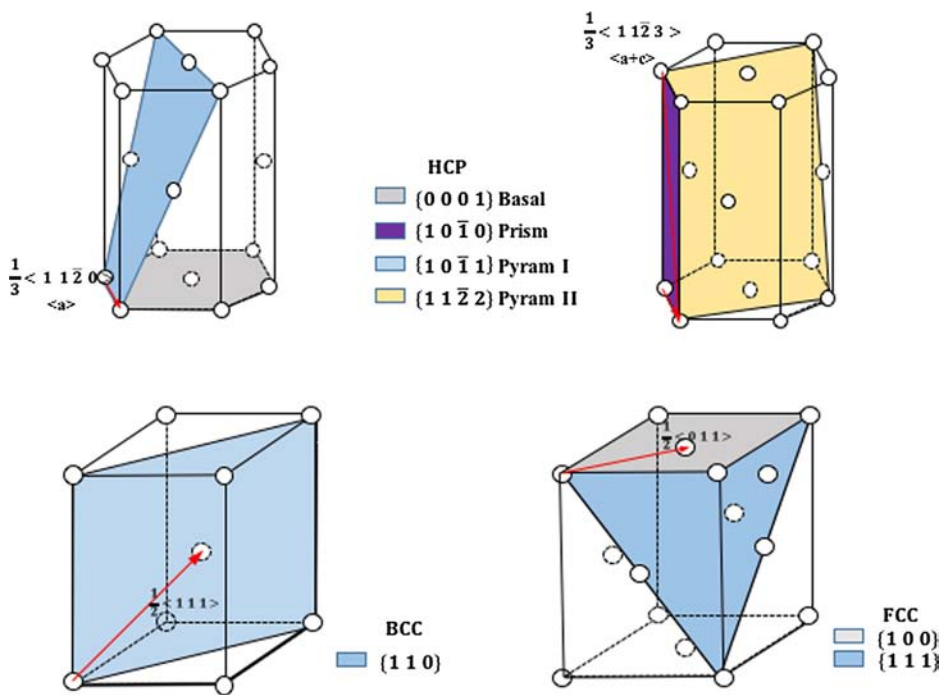 1/3 < 1 1 2̅ 3 >
<a+c>
HCP
{0 0 0 1} Basal
{1 0 1̅ 0} Prism
{1 0 1̅ 1} Pyram I
{1 1 2̅ 2} Pyram II
1/3 < 1 1 2̅ 0
<a>
1/2 < 0 1 1 >
1/2 < 1 1 1 >
BCC
{1 1 0}
FCC
{1 0 0}
{1 1 1}